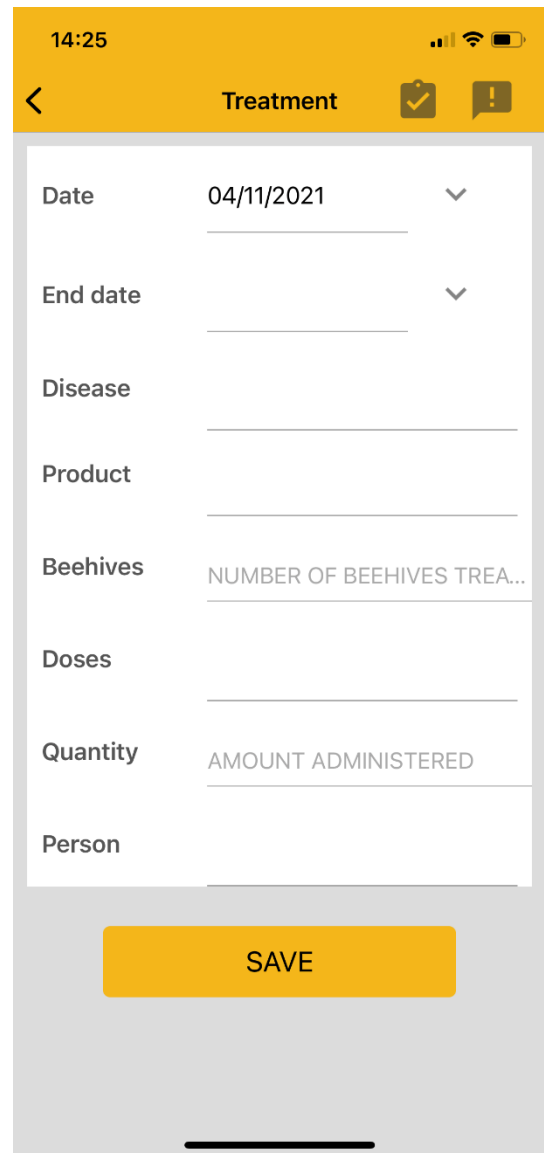 14:25
Treatment
Date 04/11/2021
End date
Disease
Product
Beehives NUMBER OF BEEHIVES TREA...
Doses
Quantity AMOUNT ADMINISTERED
Person
SAVE